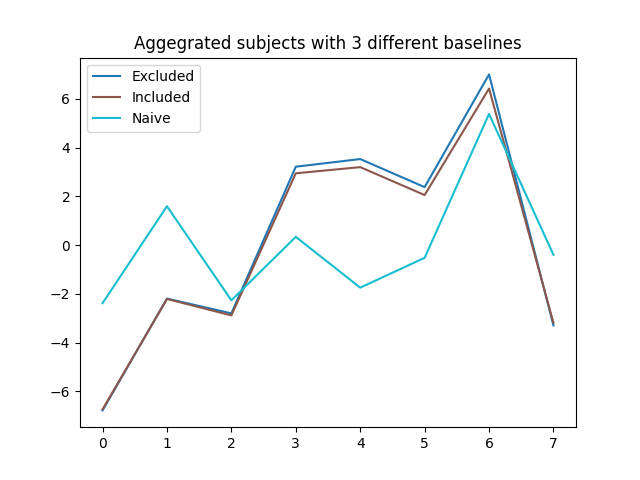 Aggegrated subjects with 3 different baselines
Excluded
Included
Naive
6
4
2
0
−2
−4
−6
0 1 2 3 4 5 6 7